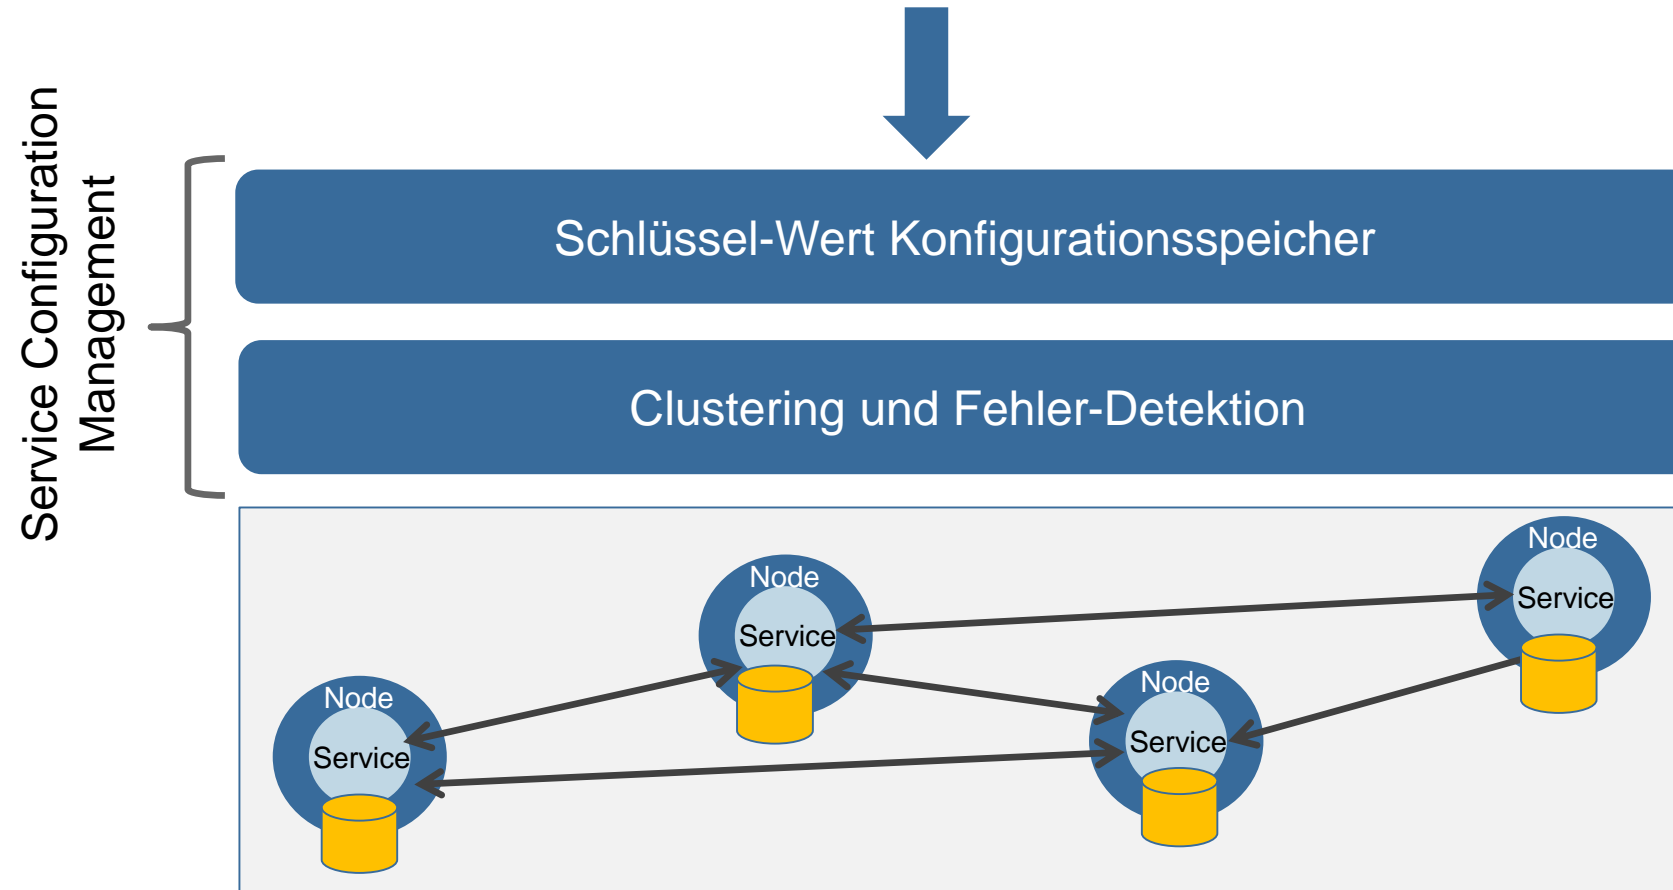 Service Configuration
Management
Schlüssel-Wert Konfigurationsspeicher
Clustering und Fehler-Detektion
Node
Service
Node
Service
Node
Service
Node
Service